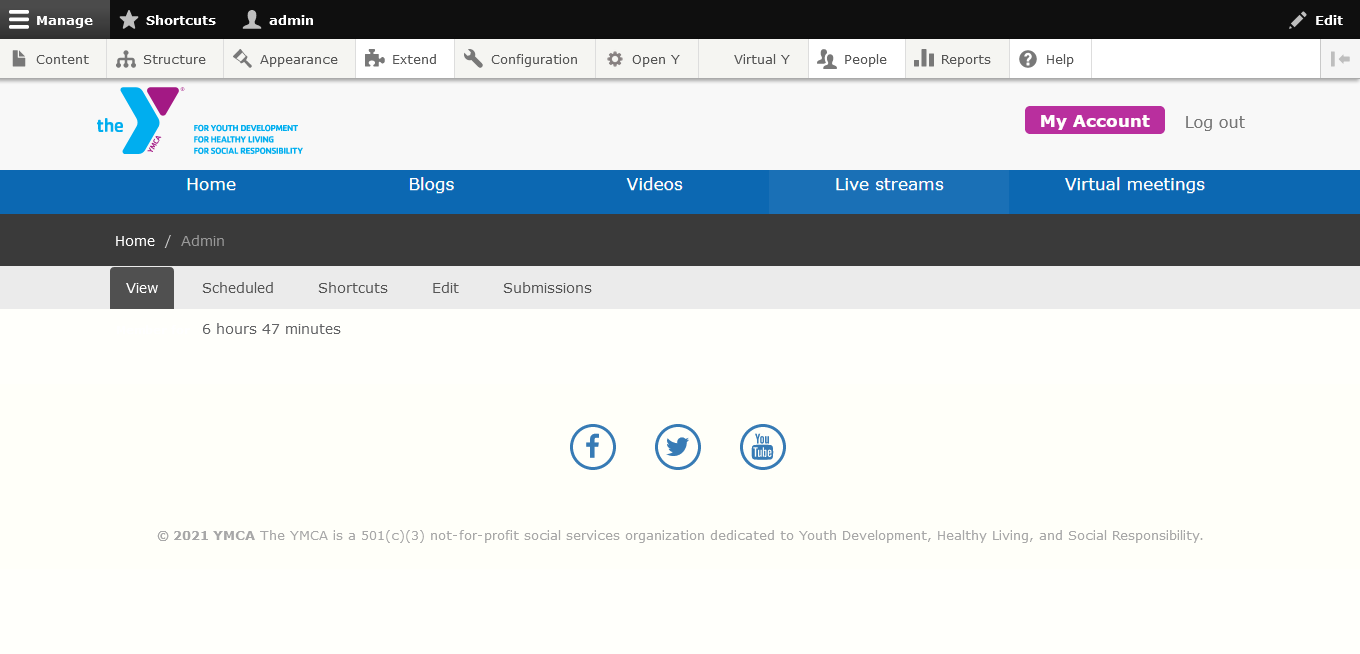 Manage Shortcuts admin Edit
Content Structure Appearance Extend Configuration Open Y Virtual Y People Reports Help
the YMCA ®
FOR YOUTH DEVELOPMENT
FOR HEALTHY LIVING
FOR SOCIAL RESPONSIBILITY
My Account Log out
Home Blogs Videos Live streams Virtual meetings
Home / Admin
View Scheduled Shortcuts Edit Submissions
6 hours 47 minutes
You
Tube
© 2021 YMCA The YMCA is a 501(c)(3) not-for-profit social services organization dedicated to Youth Development, Healthy Living, and Social Responsibility.